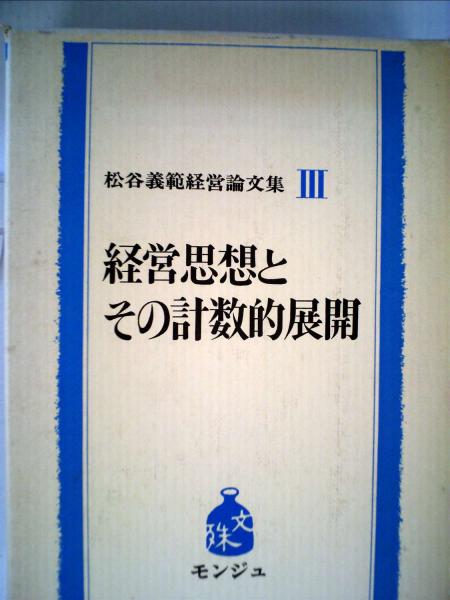 松谷義範経営論文集 III
経営思想と
その計数的展開
文殊
モンジュ